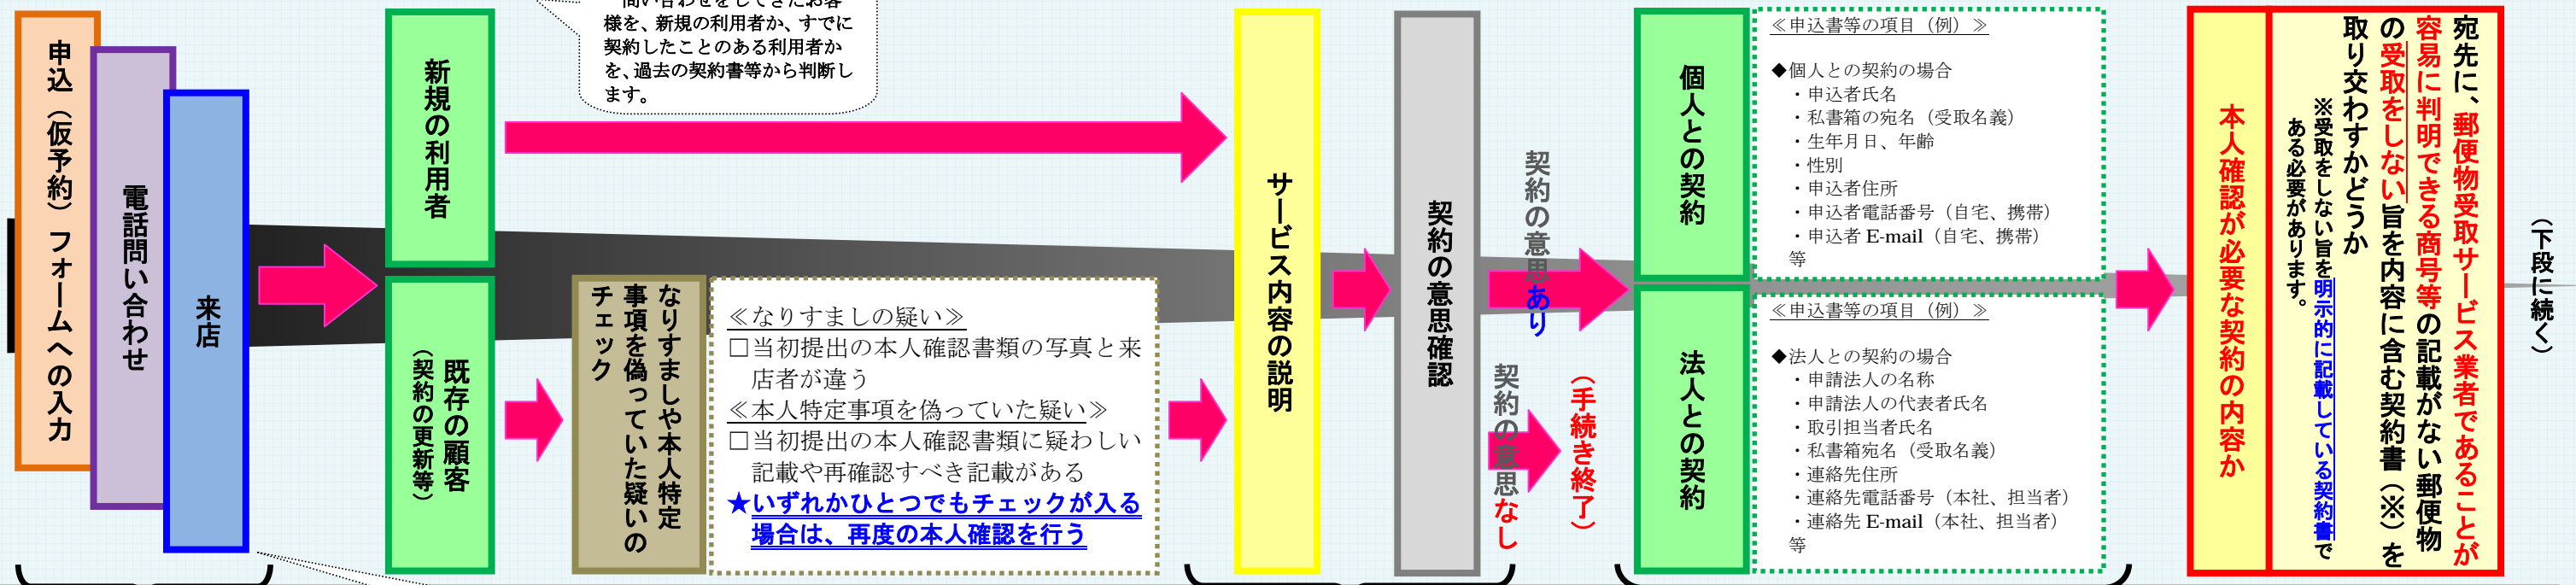 申込（仮予約）フォームへの入力
電話問い合わせ
来店
様を、新規の利用者か、すでに
契約したことのある利用者か
を、過去の契約書等から判断し
ます。
新規の利用者
既存の顧客
（契約の更新等）
なりすましや本人特定
事項を偽っていた疑いの
チェック
≪なりすましの疑い≫
□当初提出の本人確認書類の写真と来
店者が違う
≪本人特定事項を偽っていた疑い≫
□当初提出の本人確認書類に疑わしい
記載や再確認すべき記載がある
★いずれかひとつでもチェックが入る
場合は、再度の本人確認を行う
サービス内容の説明
契約の意思確認
契約の意思あり
契約の意思なし
（手続き終了）
個人との契約
≪申込書等の項目（例）≫
◆個人との契約の場合
・申込者氏名
・私書箱の宛名（受取名義）
・生年月日、年齢
・性別
・申込者住所
・申込者電話番号（自宅、携帯）
・申込者 E-mail（自宅、携帯）
等
法人との契約
≪申込書等の項目（例）≫
◆法人との契約の場合
・申請法人の名称
・申請法人の代表者氏名
・取引担当者氏名
・私書箱宛名（受取名義）
・連絡先住所
・連絡先電話番号（本社、担当者）
・連絡先 E-mail（本社、担当者）
等
本人確認が必要な契約の内容か
宛先に、郵便物受取サービス業者であることが
容易に判明できる商号等の記載がない郵便物
の受取をしない旨を内容に含む契約書（※）を
取り交わすかどうか
※受取をしない旨を明示的に記載している契約書で
ある必要があります。
（下段に続く）